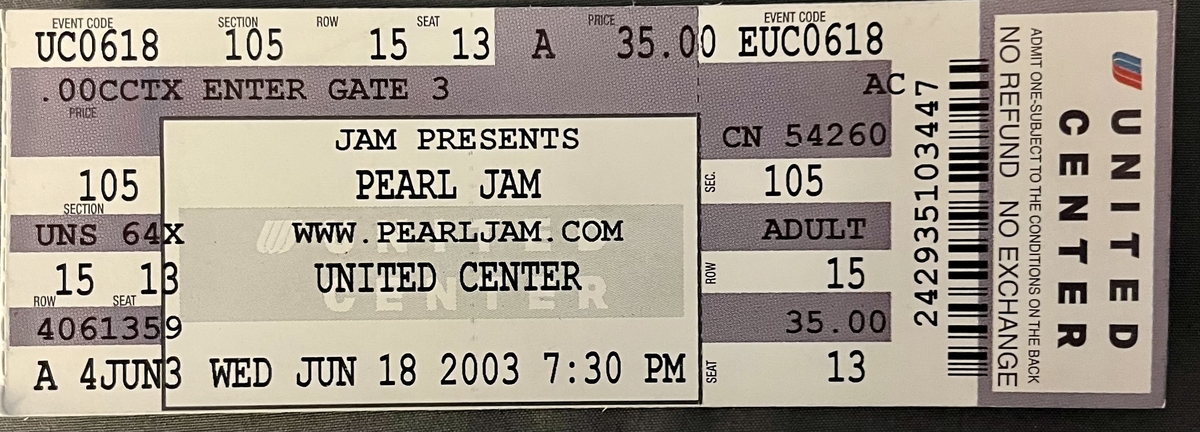 EVENT CODE SECTION ROW SEAT PRICE EVENT CODE
UC0618 105 15 13 A 35.00 EUC0618
.00CCTX ENTER GATE 3 AC
PRICE
JAM PRESENTS CN 54260
105 PEARL JAM SEC. 105
SECTION
UNS 64X WWW.PEARLJAM.COM ADULT
UNITED
15 13 UNITED CENTER ROW 15
ROW SEAT CENTER
4061359 35.00
A 4JUN3 WED JUN 18 2003 7:30 PM SEAT 13
242935103447
NO REFUND NO EXCHANGE
ADMIT ONE-SUBJECT TO THE CONDITIONS ON THE BACK
UNITED
CENTER